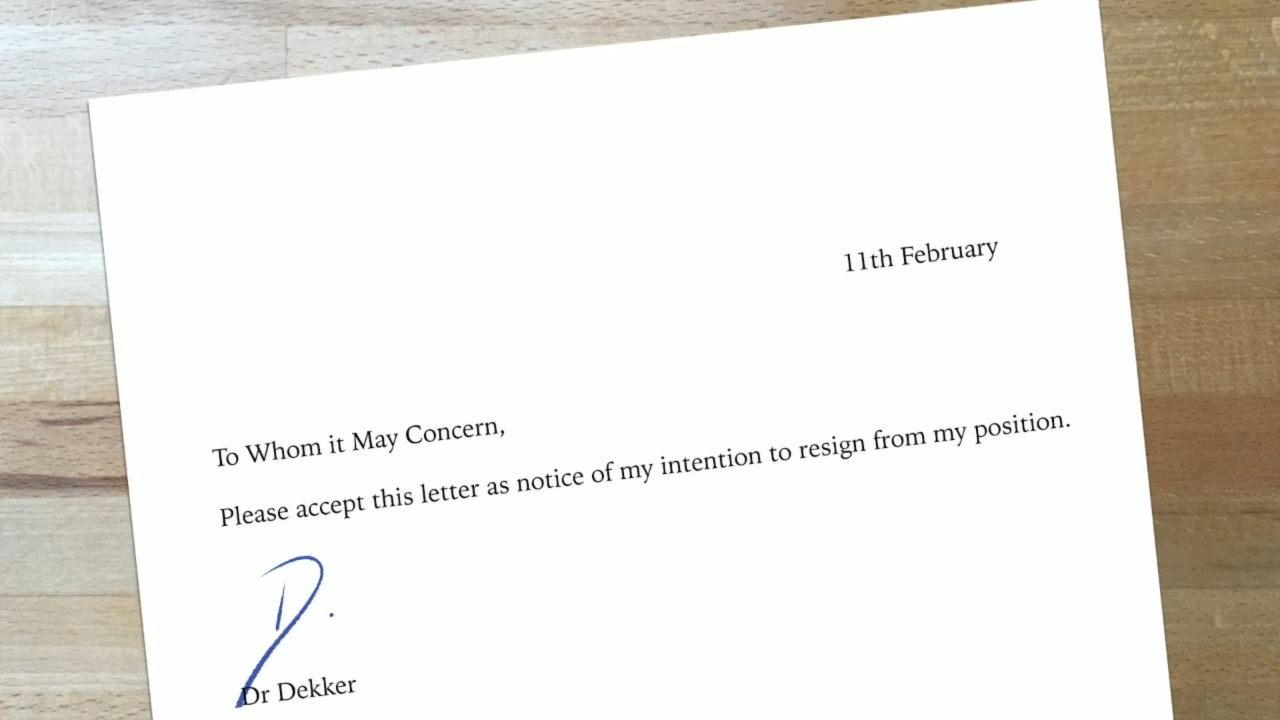 11th February
To Whom it May Concern,
Please accept this letter as notice of my intention to resign from my position.
D.
Dr Dekker